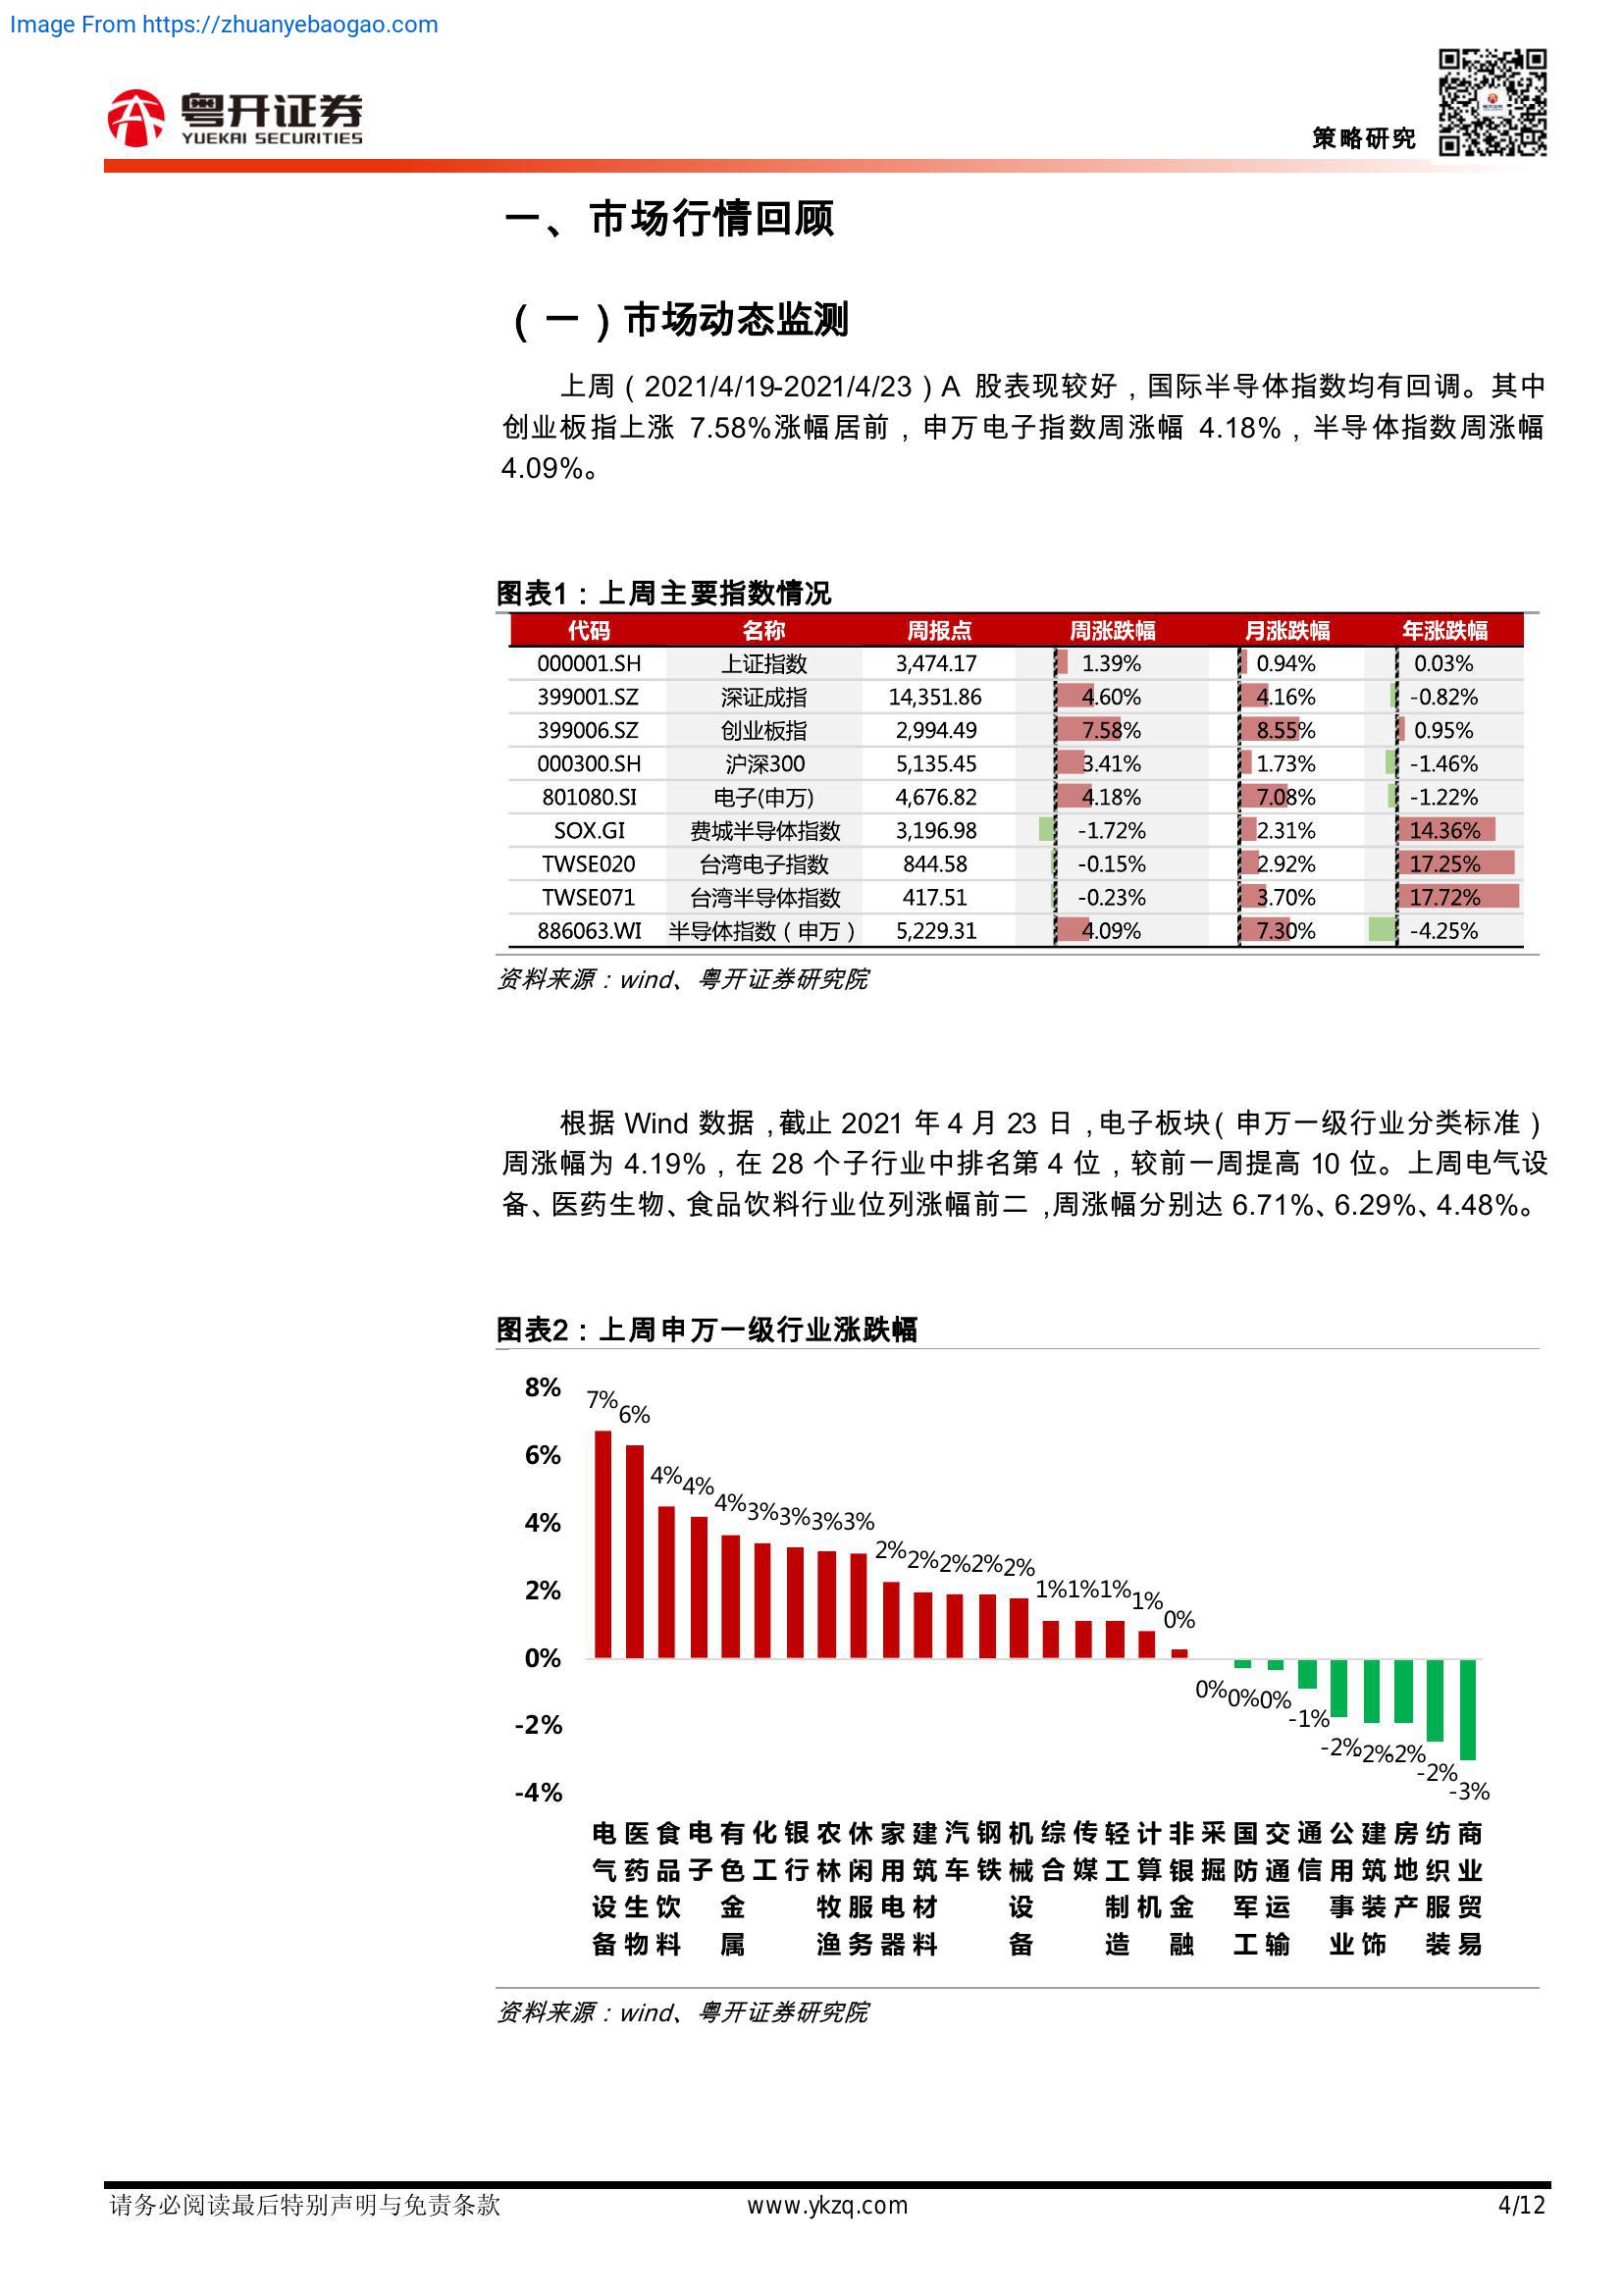 Image From https://zhuanyebaogao.com
粤开证券
YUEKAI SECURITIES
策略研究
一、市场行情回顾
（一）市场动态监测
上周（2021/4/19-2021/4/23）A 股表现较好，国际半导体指数均有回调。其中
创业板指上涨 7.58%涨幅居前，申万电子指数周涨幅 4.18%，半导体指数周涨幅
4.09%。
图表1：上周主要指数情况
代码 名称 周报点 周涨跌幅 月涨跌幅 年涨跌幅
000001.SH 上证指数 3,474.17 1.39% 0.94% 0.03%
399001.SZ 深证成指 14,351.86 4.60% 4.16% -0.82%
399006.SZ 创业板指 2,994.49 7.58% 8.55% 0.95%
000300.SH 沪深300 5,135.45 3.41% 1.73% -1.46%
801080.SI 电子(申万) 4,676.82 4.18% 7.08% -1.22%
SOX.GI 费城半导体指数 3,196.98 -1.72% 2.31% 14.36%
TWSE020 台湾电子指数 844.58 -0.15% 2.92% 17.25%
TWSE071 台湾半导体指数 417.51 -0.23% 3.70% 17.72%
886063.WI 半导体指数（申万） 5,229.31 4.09% 7.30% -4.25%
资料来源：wind、粤开证券研究院
根据 Wind 数据，截止 2021 年 4 月 23 日，电子板块（申万一级行业分类标准）
周涨幅为 4.19%，在 28 个子行业中排名第 4 位，较前一周提高 10 位。上周电气设
备、医药生物、食品饮料行业位列涨幅前二，周涨幅分别达 6.71%、6.29%、4.48%。
图表2：上周申万一级行业涨跌幅
8%
6%
4%
2%
0%
-2%
-4%
7% 6% 4% 4% 4% 3% 3% 3% 3% 2% 2% 2% 2% 2% 1% 1% 1% 1% 0% 0% 0% 0% -1% -2% -2% -2% -2% -3%
电气设备 医药生物 食品饮料 电子 有色金属 化工 银行 农林牧渔 休闲服务 家用电器 建筑材料 汽车 钢铁 机械设备 综合 传媒 轻工制造 计算机 非银金融 采掘 国防军工 交通运输 通信 公用事业 建筑装饰 房地产 纺织服装 商业贸易
资料来源：wind、粤开证券研究院
请务必阅读最后特别声明与免责条款 www.ykzq.com 4/12